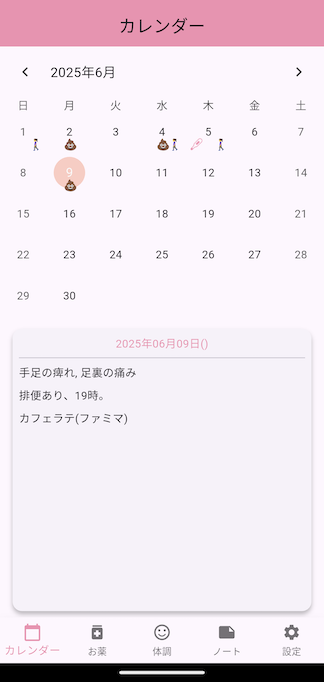 カレンダー
2025年6月
日 月 火 水 木 金 土
1 2 3 4 5 6 7
8 9 10 11 12 13 14
15 16 17 18 19 20 21
22 23 24 25 26 27 28
29 30
2025年06月09日()
手足の痺れ, 足裏の痛み
排便あり、19時。
カフェラテ(ファミマ)
カレンダー お薬 体調 ノート 設定